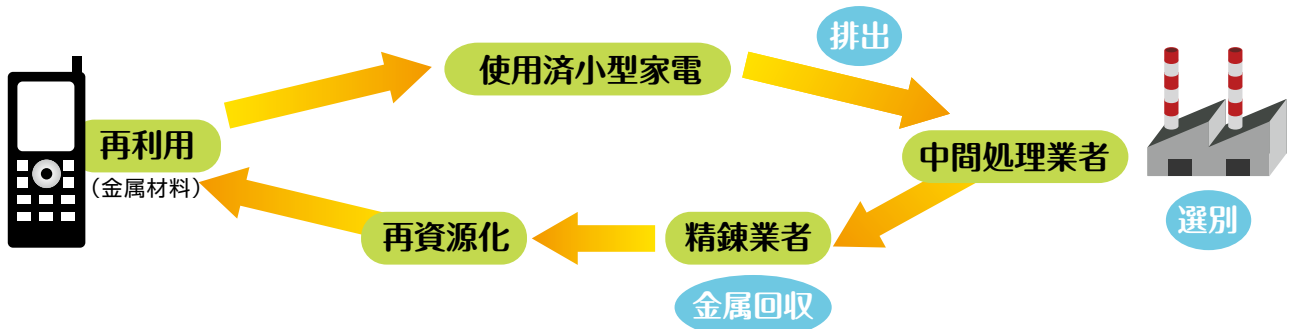 排出
使用済小型家電
再利用
(金属材料)
中間処理業者
選別
精錬業者
再資源化
金属回収